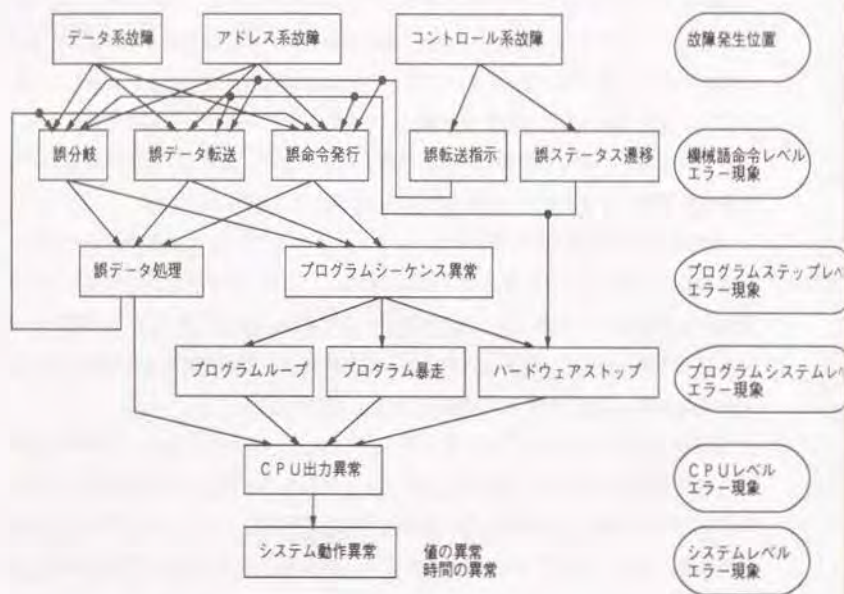 データ系故障
アドレス系故障
コントロール系故障
故障発生位置
誤分岐
誤データ転送
誤命令発行
誤転送指示
誤ステータス遷移
機械語命令レベル
エラー現象
誤データ処理
プログラムシーケンス異常
プログラムステップレベ
エラー現象
プログラムループ
プログラム暴走
ハードウェアストップ
プログラムシステムレベ
エラー現象
CPU出力異常
CPUレベル
エラー現象
システム動作異常
値の異常
時間の異常
システムレベル
エラー現象